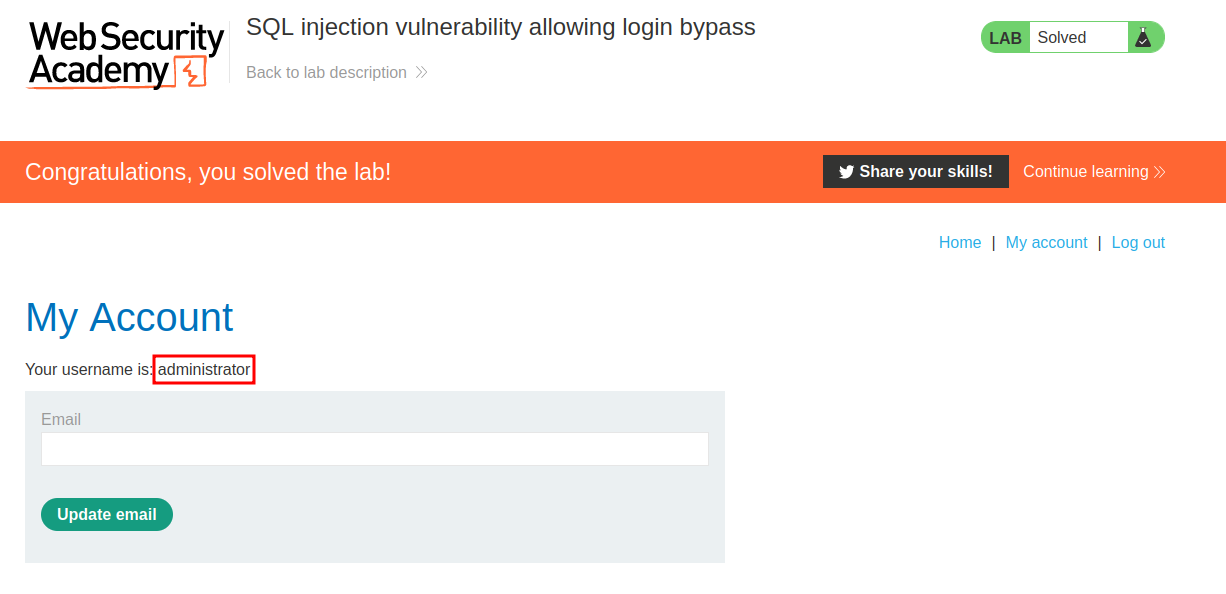 Web Security
Academy
SQL injection vulnerability allowing login bypass
Back to lab description
LAB Solved
Congratulations, you solved the lab!
Share your skills! Continue learning
Home | My account | Log out
My Account
Your username is: administrator
Email
Update email